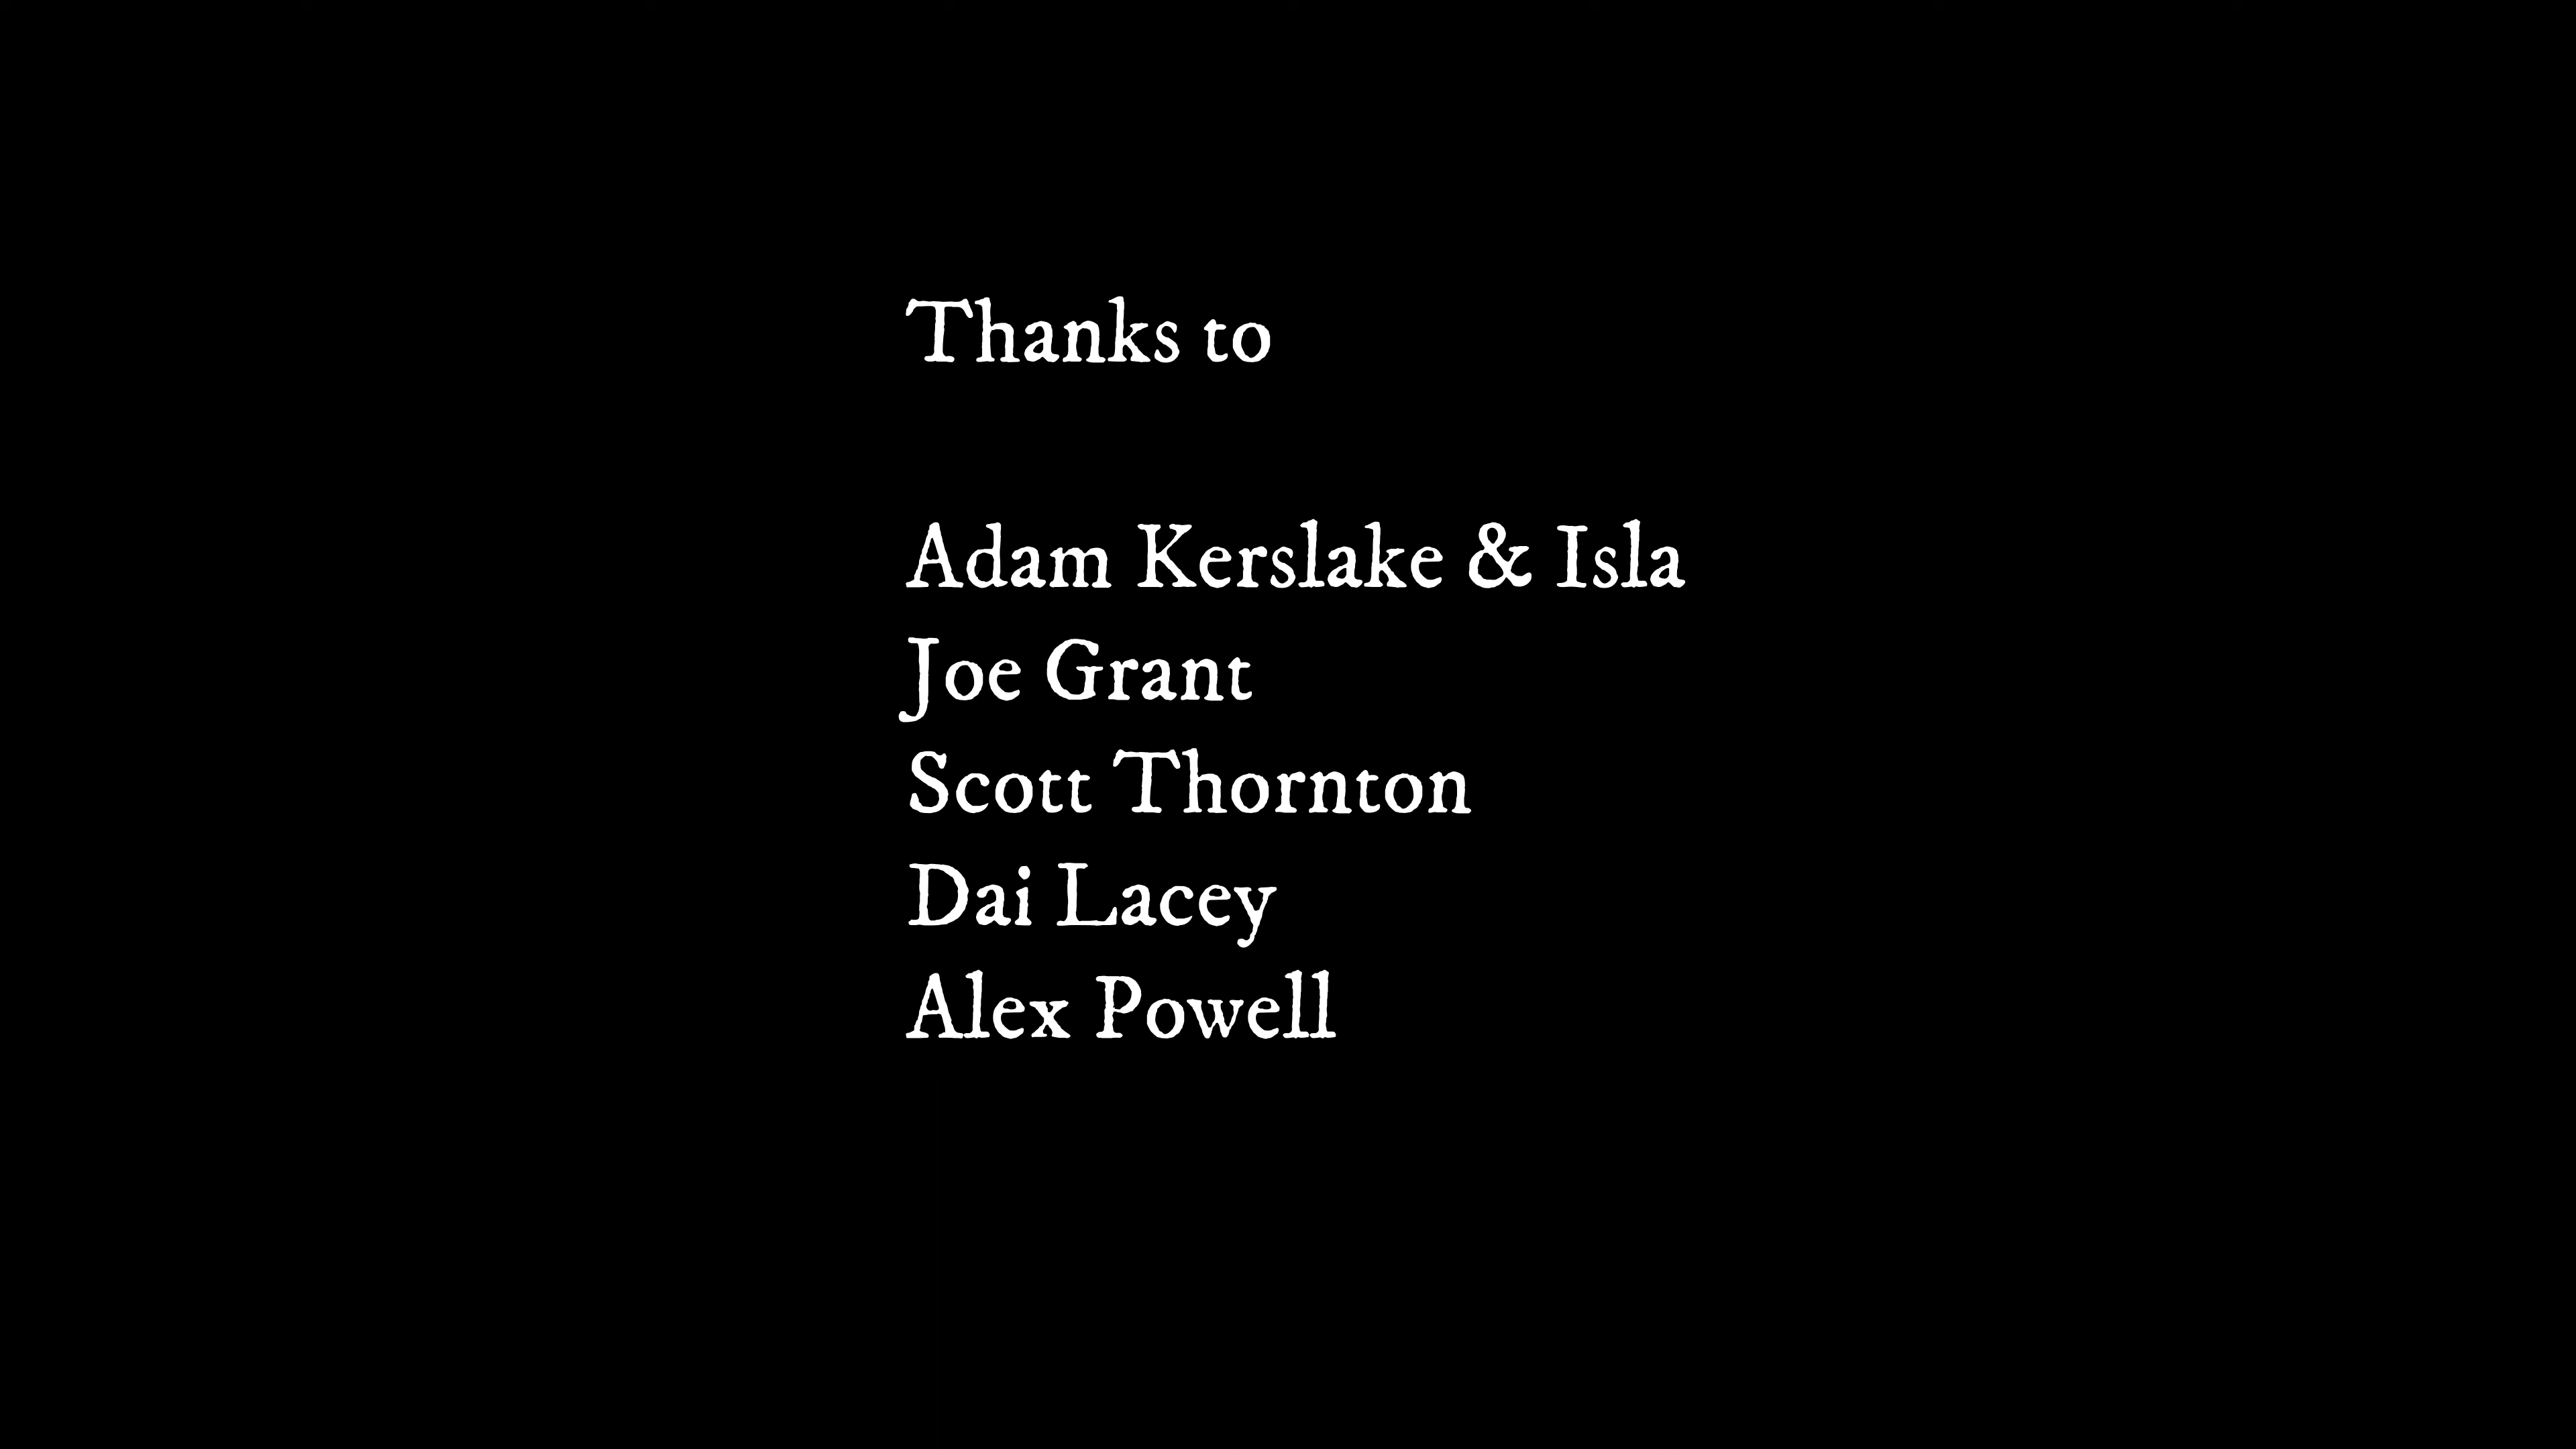 Thanks to
Adam Kerslake & Isla
Joe Grant
Scott Thornton
Dai Lacey
Alex Powell